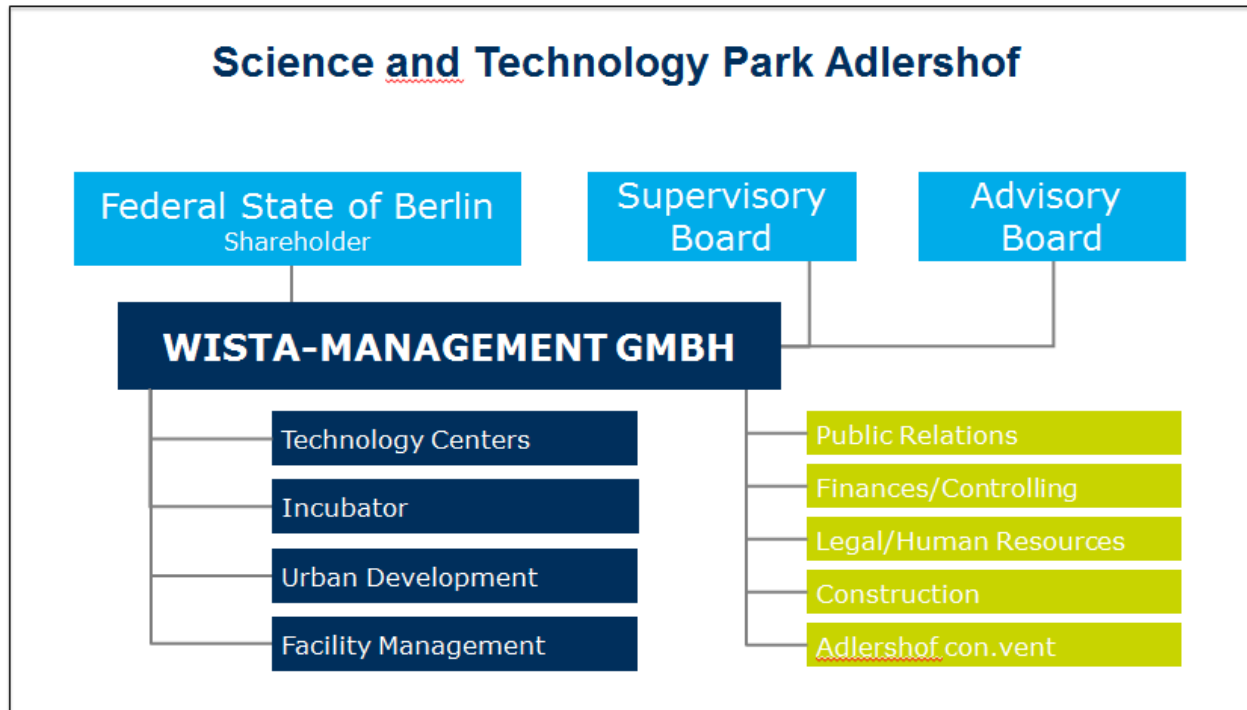 Science and Technology Park Adlershof
Federal State of Berlin
Shareholder
Supervisory
Board
Advisory
Board
WISTA-MANAGEMENT GMBH
Technology Centers
Incubator
Urban Development
Facility Management
Public Relations
Finances/Controlling
Legal/Human Resources
Construction
Adlershof con.vent